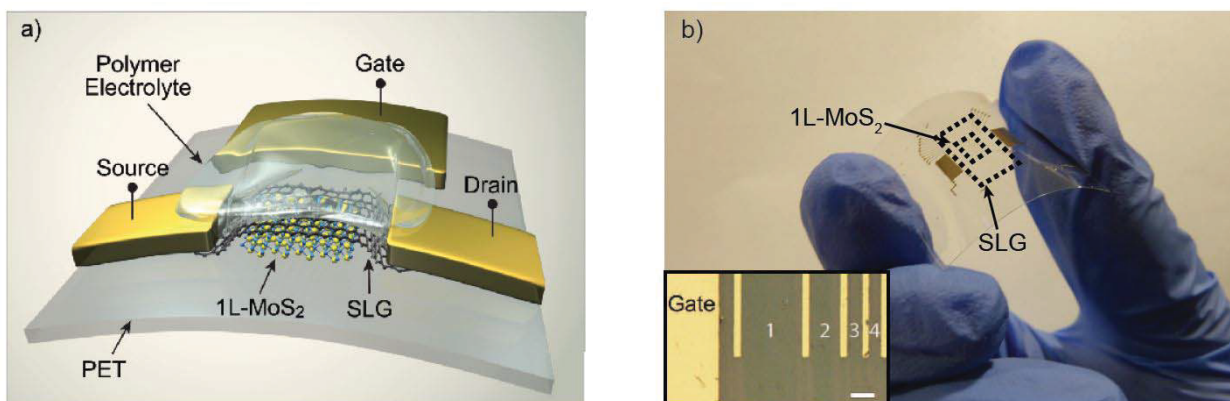 a)
Polymer
Electrolyte
Gate
Source
Drain
1L-MoS₂
SLG
PET
b)
1L-MoS₂
SLG
Gate
1
2
3
4